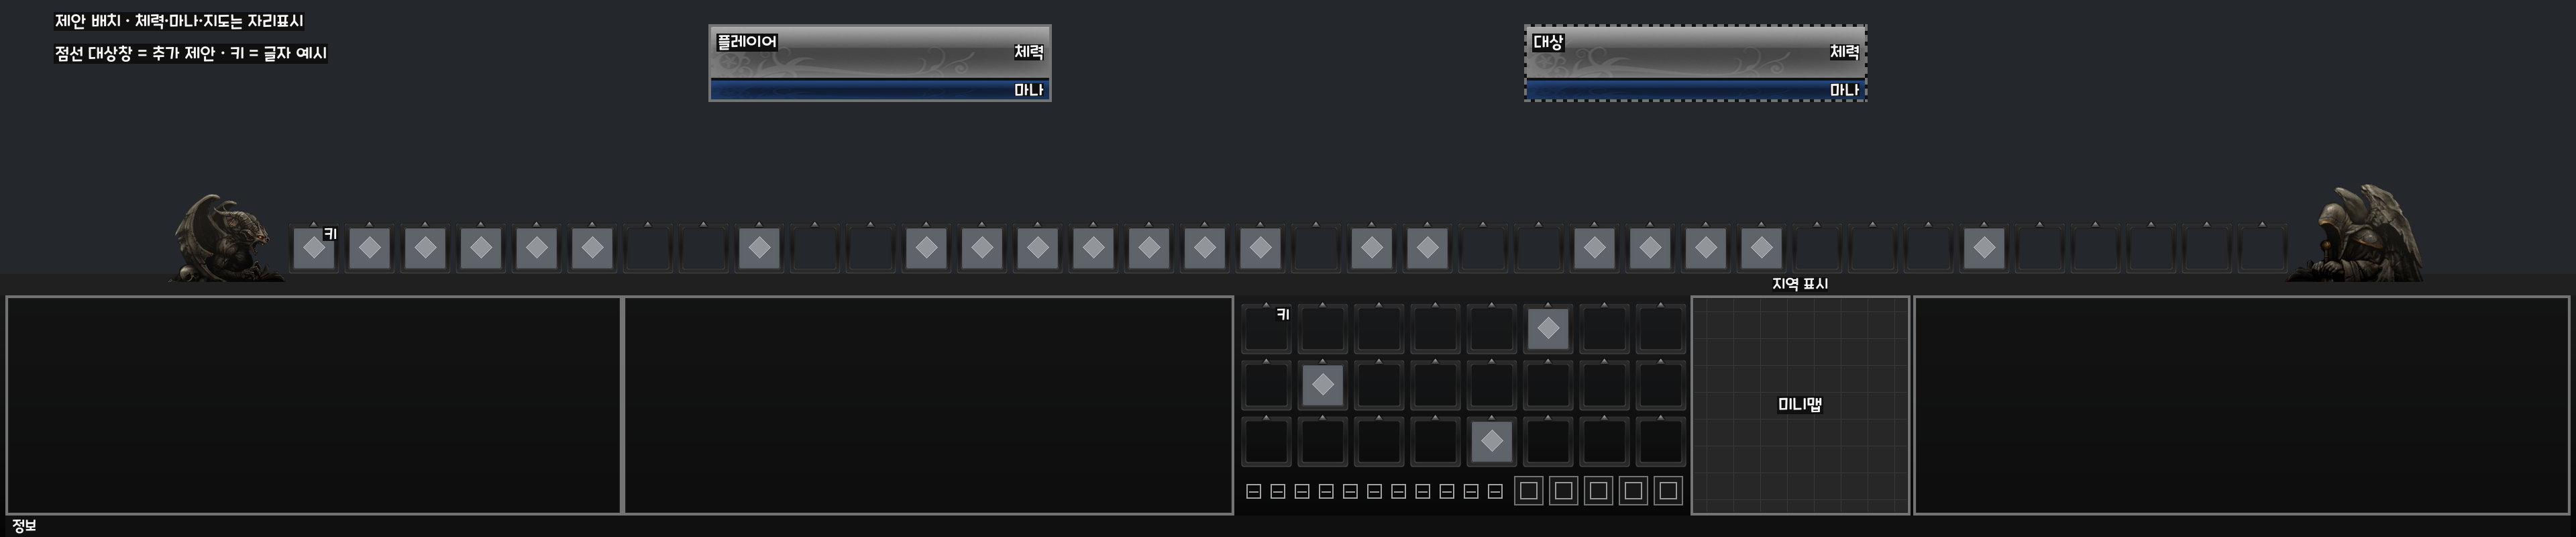 제안 배치 · 체력·마나·지도는 자리표시
점선 대상창 = 추가 제안 · 키 = 글자 예시
플레이어
체력
마나
대상
체력
마나
키
지역 표시
키
미니맵
정보